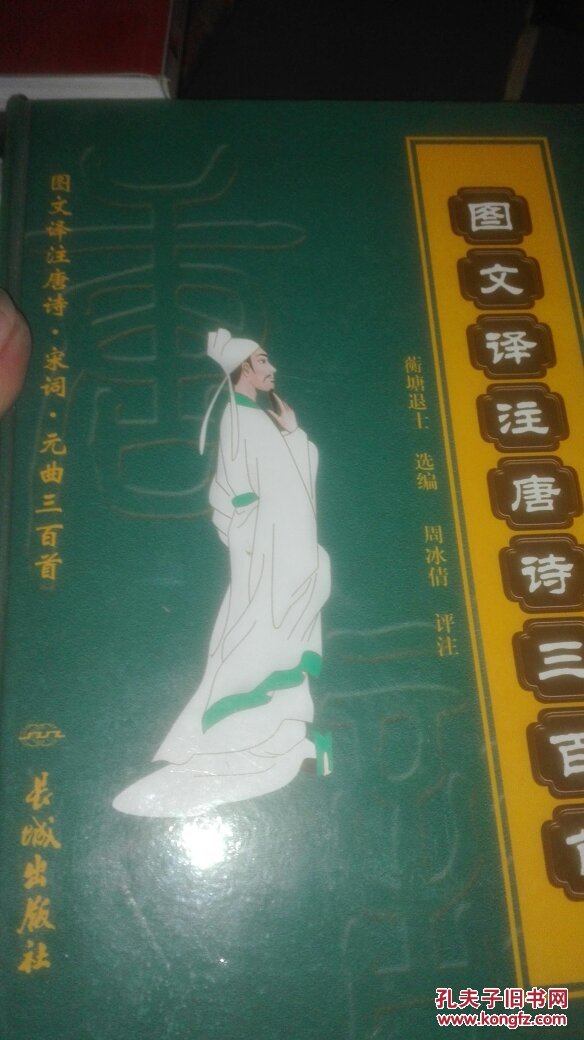 图文译注唐诗三百首
蘅塘退士 选编 周冰倩 评注
图文译注唐诗·宋词·元曲三百首
长城出版社
孔夫子旧书网
www.kongfz.com